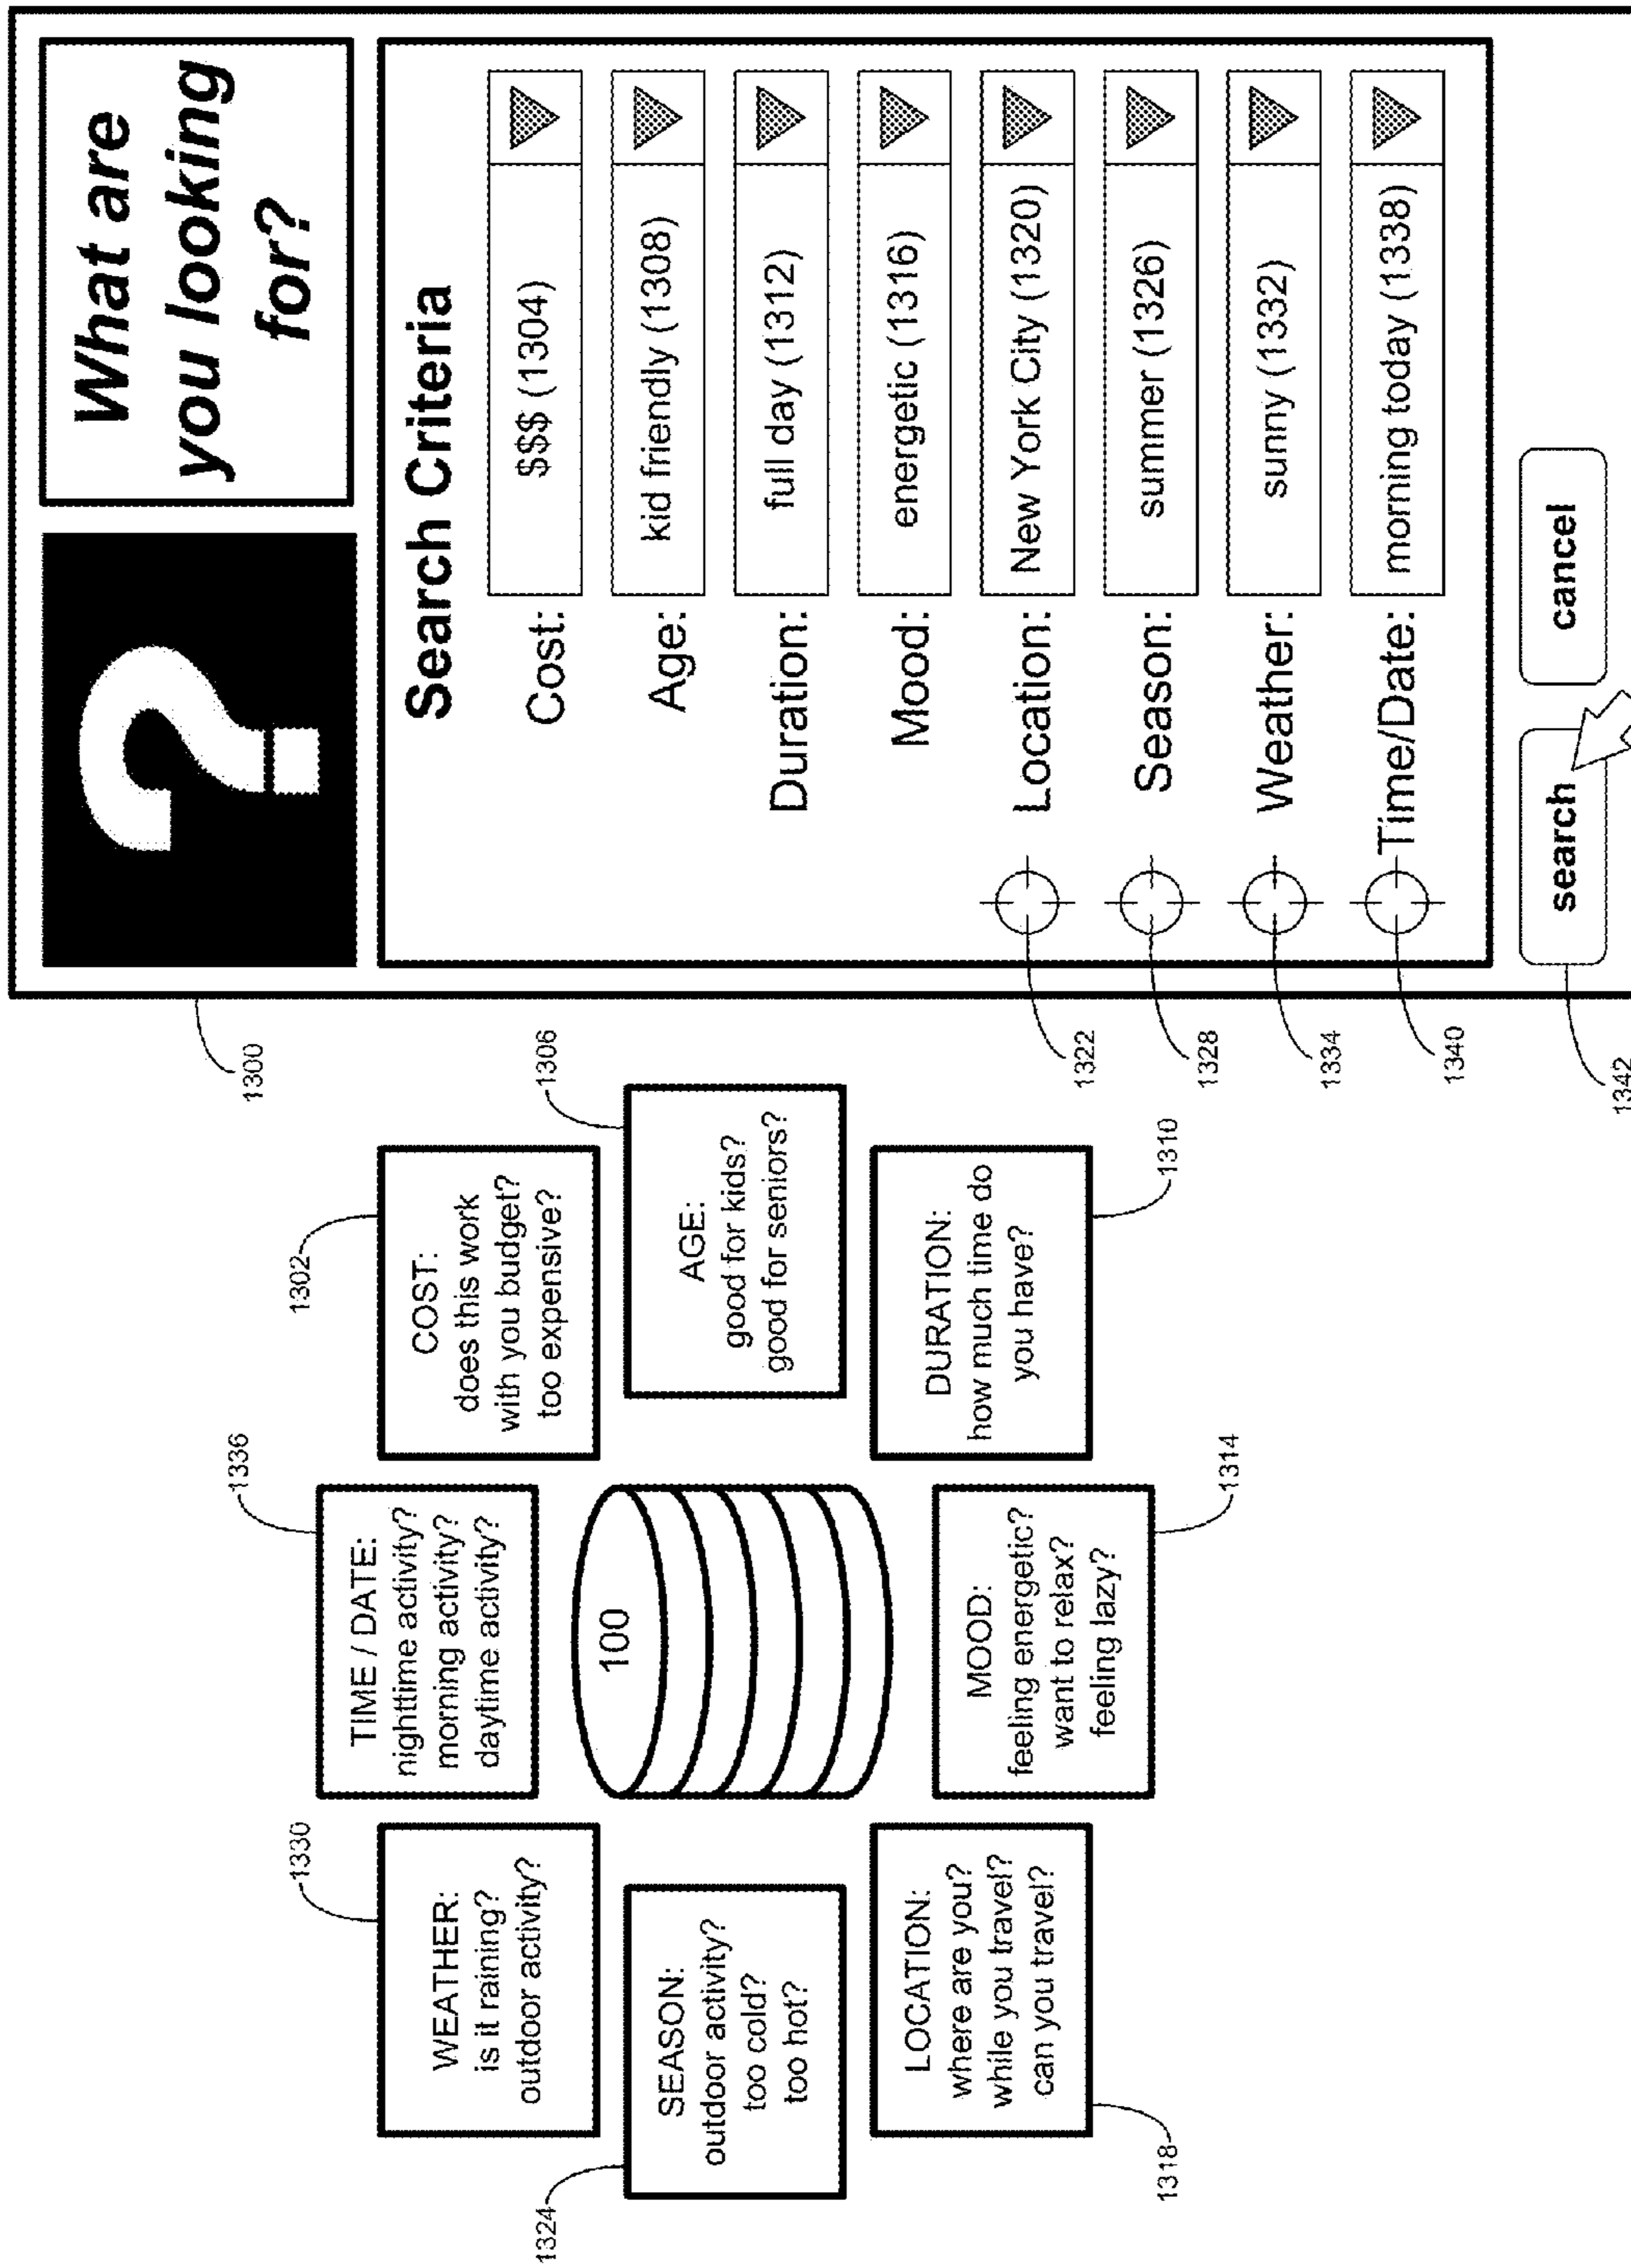 1336
TIME / DATE:
nighttime activity?
morning activity?
daytime activity?
1330
WEATHER:
is it raining?
outdoor activity?
1302
COST:
does this work
with you budget?
too expensive?
1324
SEASON:
outdoor activity?
too cold?
too hot?
100
1306
AGE:
good for kids?
good for seniors?
1318
LOCATION:
where are you?
while you travel?
can you travel?
MOOD:
feeling energetic?
want to relax?
feeling lazy?
1314
DURATION:
how much time do
you have?
1310
1300
?
What are
you looking
for?
Search Criteria
Cost: $$$ (1304)
Age: kid friendly (1308)
Duration: full day (1312)
Mood: energetic (1316)
1322 Location: New York City (1320)
1328 Season: summer (1326)
1334 Weather: sunny (1332)
1340 Time/Date: morning today (1338)
1342 search cancel